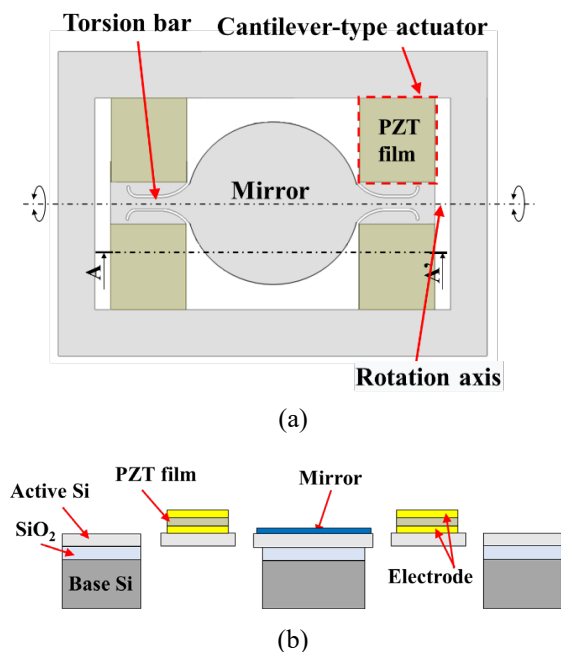 Torsion bar
Cantilever-type actuator
PZT
film
Mirror
A
A'
Rotation axis
(a)
PZT film
Mirror
Active Si
SiO2
Base Si
Electrode
(b)